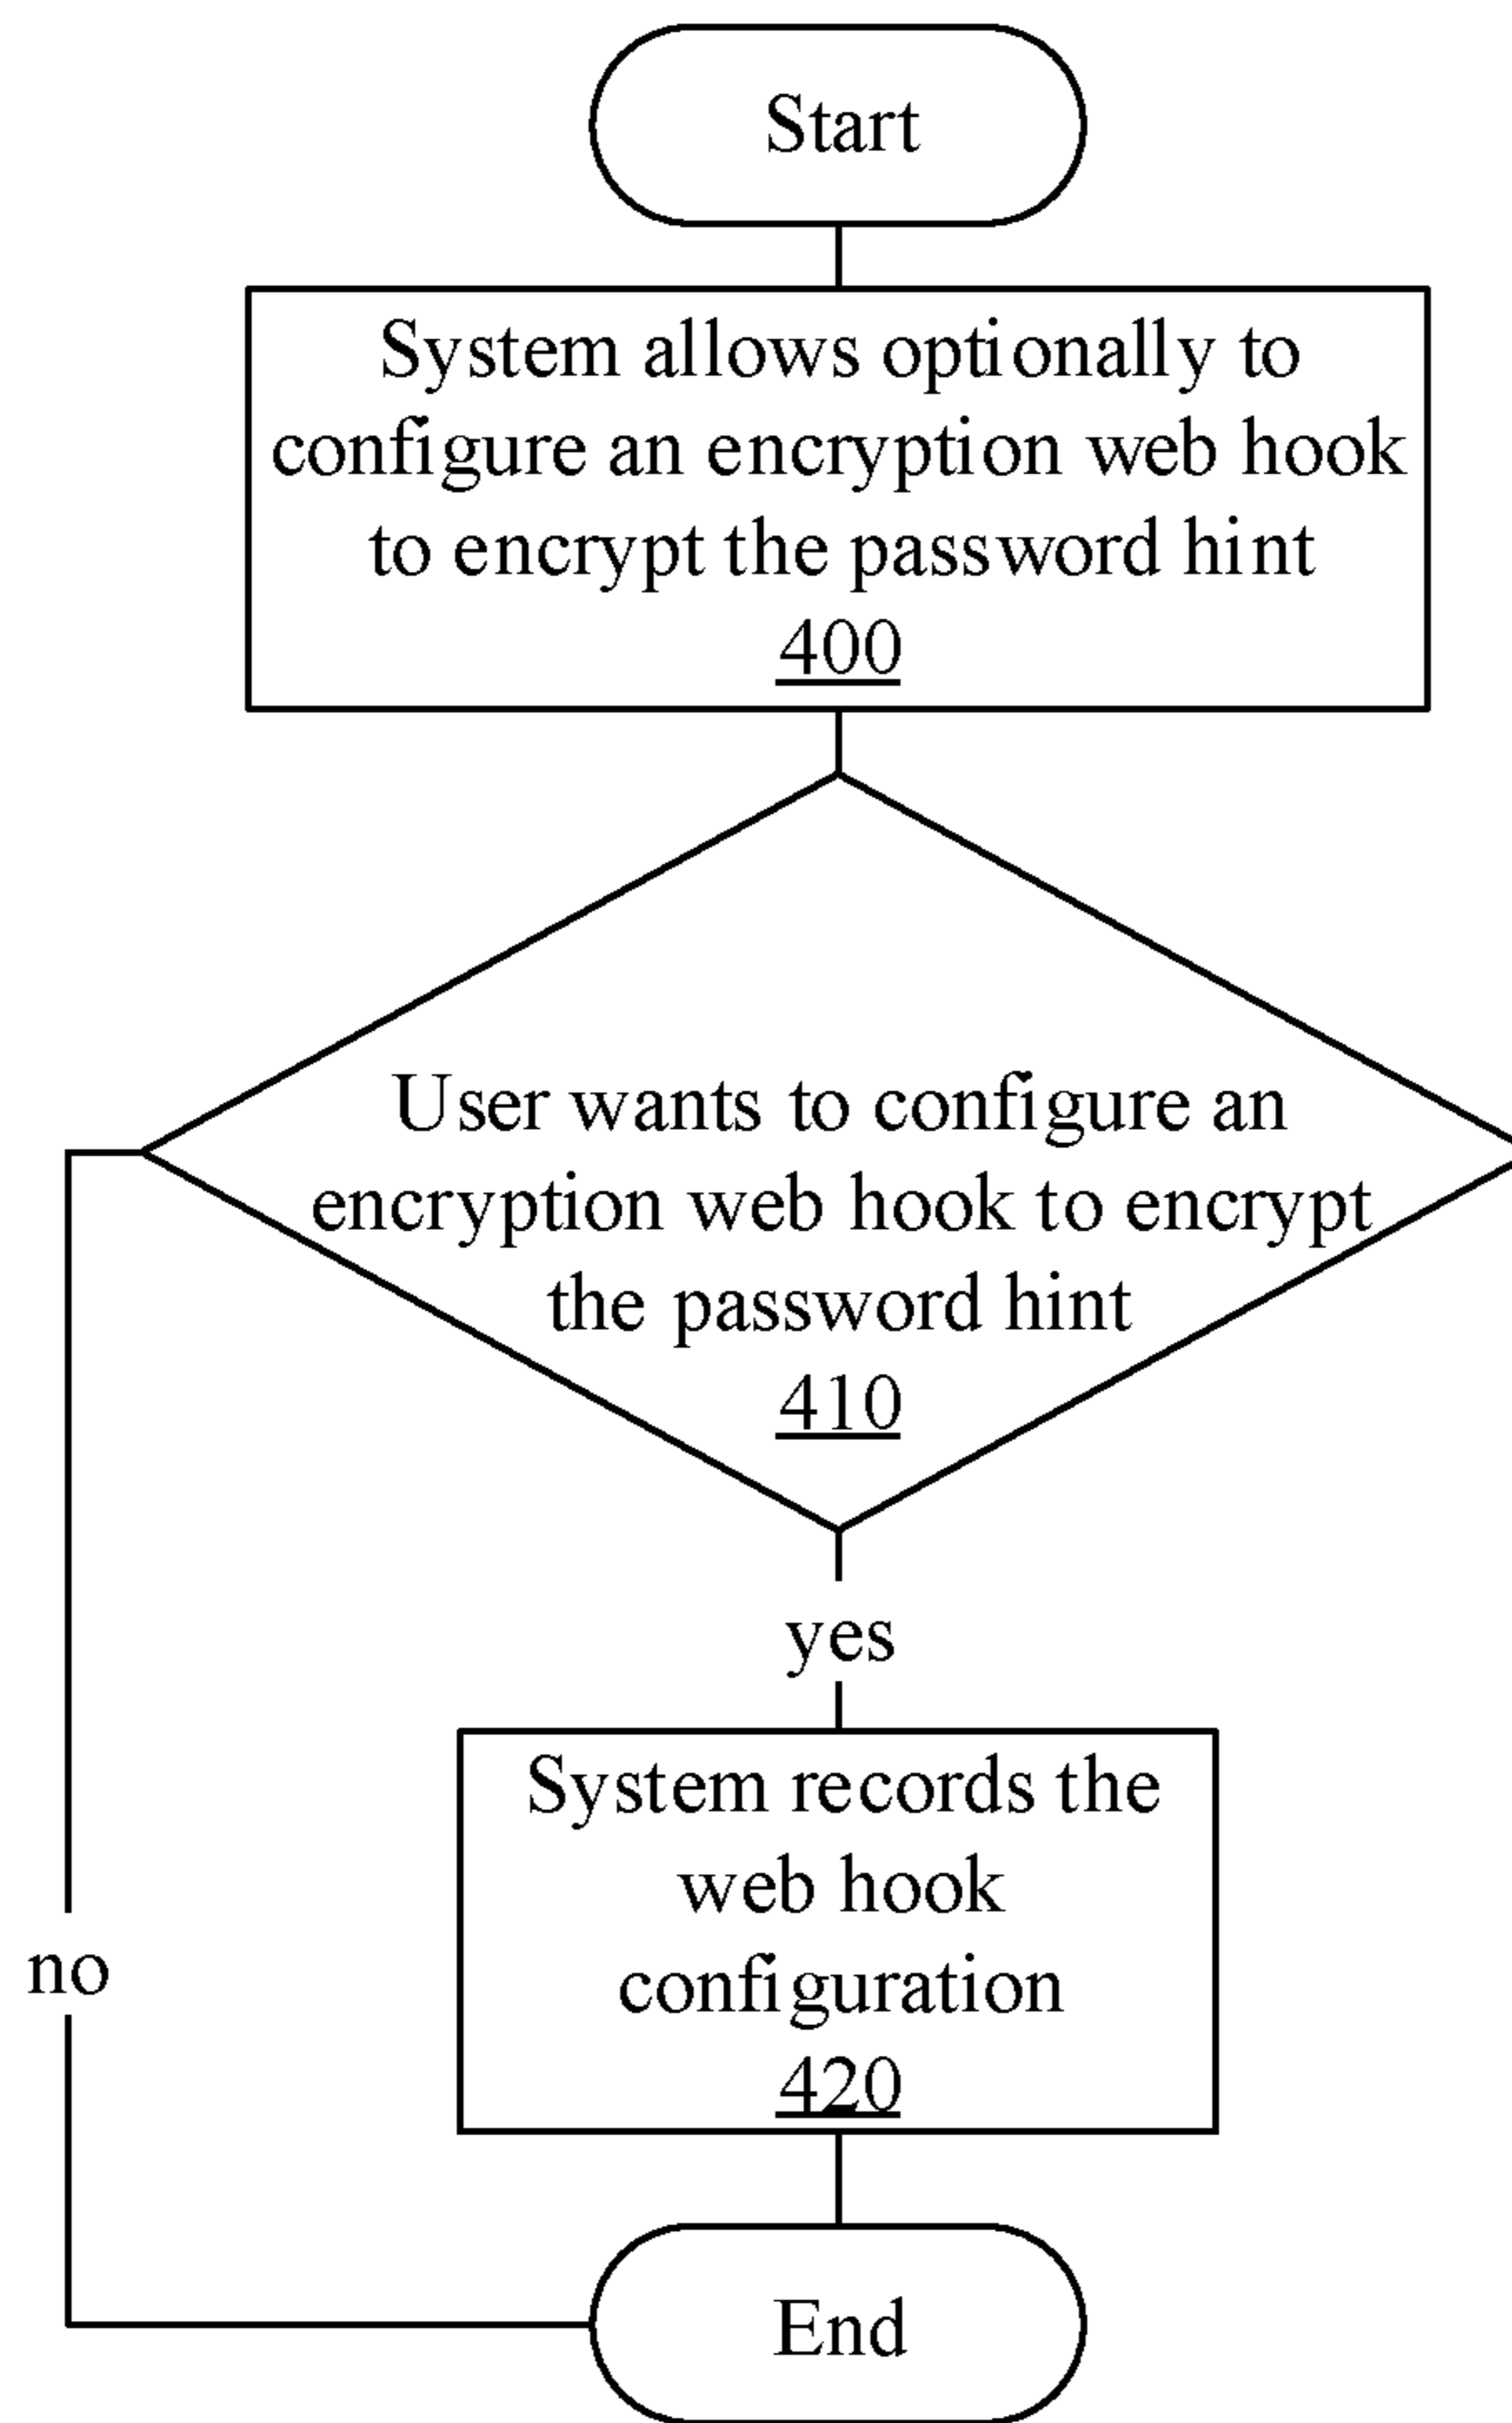 Start
System allows optionally to
configure an encryption web hook
to encrypt the password hint
400
User wants to configure an
encryption web hook to encrypt
the password hint
410
yes
System records the
web hook
configuration
420
no
End